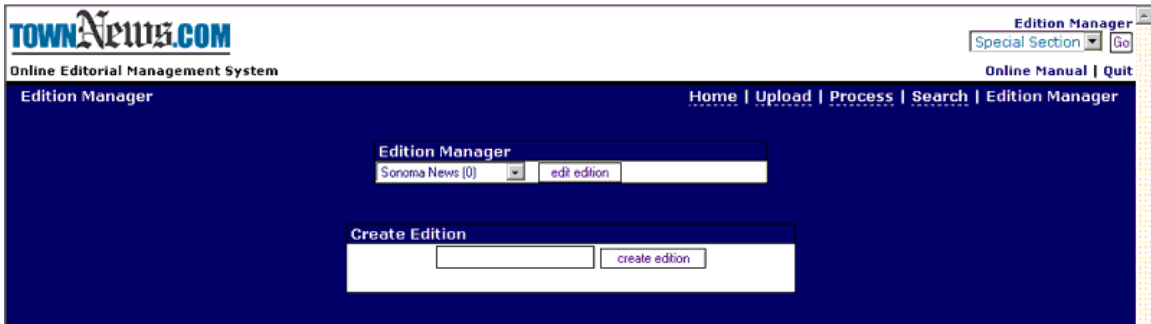 TOWNNews.COM
Edition Manager
Special Section Go
Online Editorial Management System
Online Manual | Quit
Edition Manager
Home | Upload | Process | Search | Edition Manager
Edition Manager
Sonoma News (0) edit edition
Create Edition
create edition